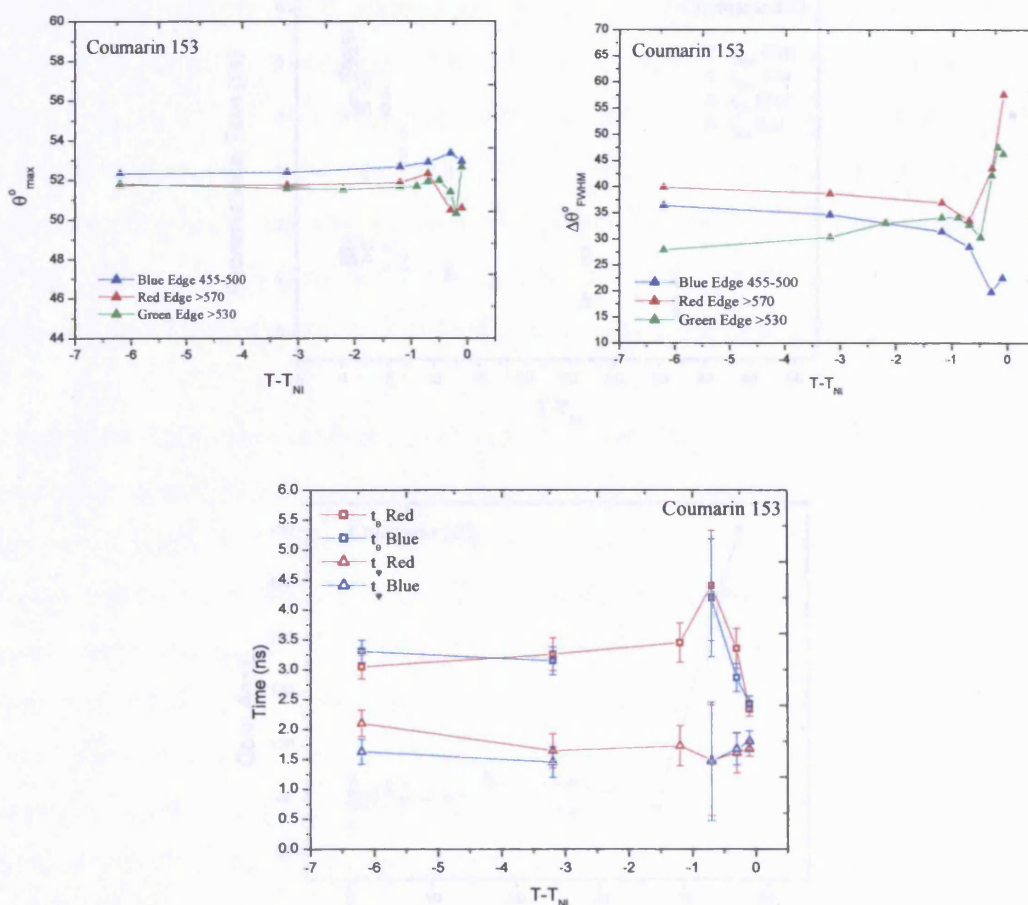 60
58
56
54
52
50
48
46
44
θ°max
Coumarin 153
Blue Edge 455-500
Red Edge >570
Green Edge >530
-7 -6 -5 -4 -3 -2 -1 0
T-TNI
70
65
60
55
50
45
40
35
30
25
20
15
10
Δθ°FWHM
Coumarin 153
Blue Edge 455-500
Red Edge >570
Green Edge >530
-7 -6 -5 -4 -3 -2 -1 0
T-TNI
6.0
5.5
5.0
4.5
4.0
3.5
3.0
2.5
2.0
1.5
1.0
0.5
0.0
Time (ns)
tθ Red
tθ Blue
tφ Red
tφ Blue
Coumarin 153
-7 -6 -5 -4 -3 -2 -1 0
T-TNI